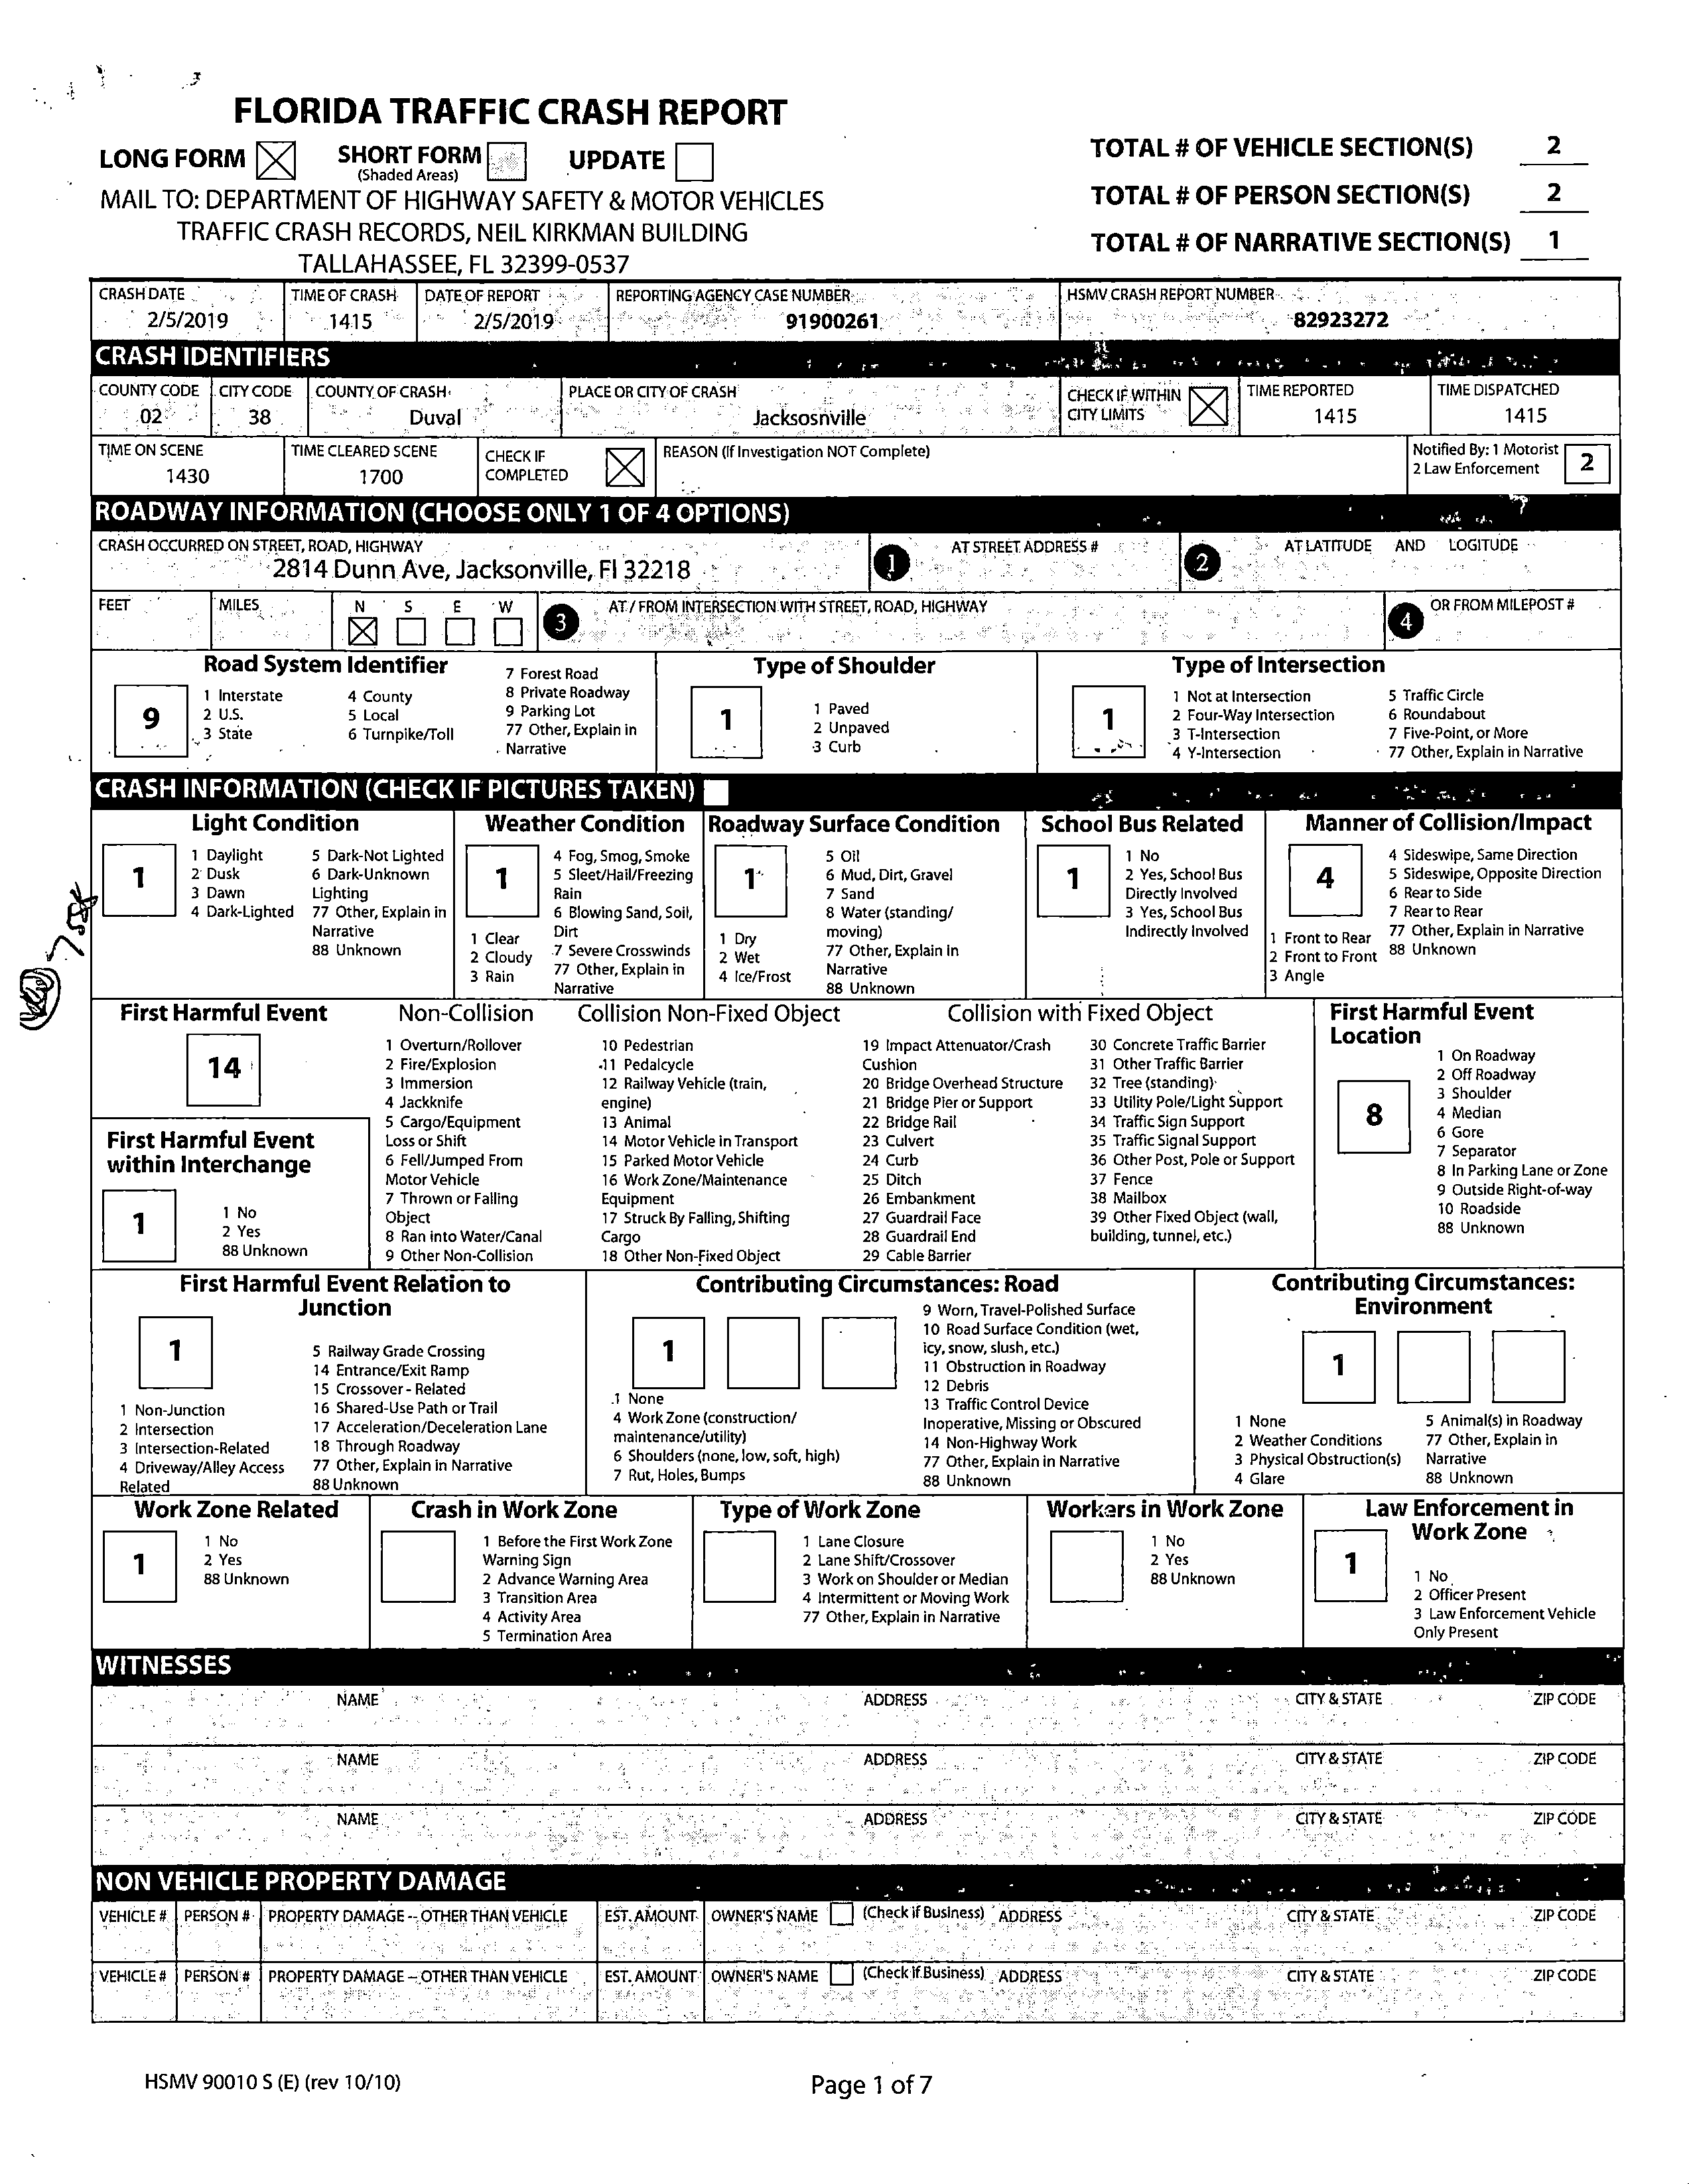 FLORIDA TRAFFIC CRASH REPORT
LONG FORM SHORT FORM (Shaded Areas) UPDATE
MAIL TO: DEPARTMENT OF HIGHWAY SAFETY & MOTOR VEHICLES
TRAFFIC CRASH RECORDS, NEIL KIRKMAN BUILDING
TALLAHASSEE, FL 32399-0537
TOTAL # OF VEHICLE SECTION(S) 2
TOTAL # OF PERSON SECTION(S) 2
TOTAL # OF NARRATIVE SECTION(S) 1
CRASH DATE TIME OF CRASH DATE OF REPORT REPORTING AGENCY CASE NUMBER HSMV CRASH REPORT NUMBER
2/5/2019 1415 2/5/2019 91900261 82923272
CRASH IDENTIFIERS
COUNTY CODE CITY CODE COUNTY OF CRASH PLACE OR CITY OF CRASH CHECK IF WITHIN CITY LIMITS TIME REPORTED TIME DISPATCHED
02 38 Duval Jacksosnville 1415 1415
TIME ON SCENE TIME CLEARED SCENE CHECK IF COMPLETED REASON (If Investigation NOT Complete) Notified By: 1 Motorist 2 Law Enforcement
1430 1700 2
ROADWAY INFORMATION (CHOOSE ONLY 1 OF 4 OPTIONS)
CRASH OCCURRED ON STREET, ROAD, HIGHWAY 1 AT STREET ADDRESS # 2 AT LATITUDE AND LOGITUDE
2814 Dunn Ave, Jacksonville, Fl 32218
FEET MILES N S E W 3 AT / FROM INTERSECTION WITH STREET, ROAD, HIGHWAY 4 OR FROM MILEPOST #
Road System Identifier
9
1 Interstate
2 U.S.
3 State
4 County
5 Local
6 Turnpike/Toll
7 Forest Road
8 Private Roadway
9 Parking Lot
77 Other, Explain in
Narrative
Type of Shoulder
1
1 Paved
2 Unpaved
3 Curb
Type of Intersection
1
1 Not at Intersection
2 Four-Way Intersection
3 T-Intersection
4 Y-Intersection
5 Traffic Circle
6 Roundabout
7 Five-Point, or More
77 Other, Explain in Narrative
CRASH INFORMATION (CHECK IF PICTURES TAKEN)
Light Condition
1
1 Daylight
2 Dusk
3 Dawn
4 Dark-Lighted
5 Dark-Not Lighted
6 Dark-Unknown
Lighting
77 Other, Explain in
Narrative
88 Unknown
Weather Condition
1
1 Clear
2 Cloudy
3 Rain
4 Fog, Smog, Smoke
5 Sleet/Hail/Freezing
Rain
6 Blowing Sand, Soil,
Dirt
7 Severe Crosswinds
77 Other, Explain in
Narrative
Roadway Surface Condition
1
1 Dry
2 Wet
4 Ice/Frost
5 Oil
6 Mud, Dirt, Gravel
7 Sand
8 Water (standing/
moving)
77 Other, Explain in
Narrative
88 Unknown
School Bus Related
1
1 No
2 Yes, School Bus
Directly Involved
3 Yes, School Bus
Indirectly Involved
Manner of Collision/Impact
4
1 Front to Rear
2 Front to Front
3 Angle
4 Sideswipe, Same Direction
5 Sideswipe, Opposite Direction
6 Rear to Side
7 Rear to Rear
77 Other, Explain in Narrative
88 Unknown
First Harmful Event
14
First Harmful Event
within Interchange
1
1 No
2 Yes
88 Unknown
Non-Collision
1 Overturn/Rollover
2 Fire/Explosion
3 Immersion
4 Jackknife
5 Cargo/Equipment
Loss or Shift
6 Fell/Jumped From
Motor Vehicle
7 Thrown or Falling
Object
8 Ran into Water/Canal
9 Other Non-Collision
Collision Non-Fixed Object
10 Pedestrian
11 Pedalcycle
12 Railway Vehicle (train,
engine)
13 Animal
14 Motor Vehicle in Transport
15 Parked Motor Vehicle
16 Work Zone/Maintenance
Equipment
17 Struck By Falling, Shifting
Cargo
18 Other Non-Fixed Object
Collision with Fixed Object
19 Impact Attenuator/Crash
Cushion
20 Bridge Overhead Structure
21 Bridge Pier or Support
22 Bridge Rail
23 Culvert
24 Curb
25 Ditch
26 Embankment
27 Guardrail Face
28 Guardrail End
29 Cable Barrier
30 Concrete Traffic Barrier
31 Other Traffic Barrier
32 Tree (standing)
33 Utility Pole/Light Support
34 Traffic Sign Support
35 Traffic Signal Support
36 Other Post, Pole or Support
37 Fence
38 Mailbox
39 Other Fixed Object (wall,
building, tunnel, etc.)
First Harmful Event
Location
8
1 On Roadway
2 Off Roadway
3 Shoulder
4 Median
6 Gore
7 Separator
8 In Parking Lane or Zone
9 Outside Right-of-way
10 Roadside
88 Unknown
First Harmful Event Relation to
Junction
1
1 Non-Junction
2 Intersection
3 Intersection-Related
4 Driveway/Alley Access
Related
5 Railway Grade Crossing
14 Entrance/Exit Ramp
15 Crossover - Related
16 Shared-Use Path or Trail
17 Acceleration/Deceleration Lane
18 Through Roadway
77 Other, Explain in Narrative
88 Unknown
Contributing Circumstances: Road
1
1 None
4 Work Zone (construction/
maintenance/utility)
6 Shoulders (none, low, soft, high)
7 Rut, Holes, Bumps
9 Worn, Travel-Polished Surface
10 Road Surface Condition (wet,
icy, snow, slush, etc.)
11 Obstruction in Roadway
12 Debris
13 Traffic Control Device
Inoperative, Missing or Obscured
14 Non-Highway Work
77 Other, Explain in Narrative
88 Unknown
Contributing Circumstances:
Environment
1
1 None
2 Weather Conditions
3 Physical Obstruction(s)
4 Glare
5 Animal(s) in Roadway
77 Other, Explain in
Narrative
88 Unknown
Work Zone Related
1
1 No
2 Yes
88 Unknown
Crash in Work Zone
1 Before the First Work Zone
Warning Sign
2 Advance Warning Area
3 Transition Area
4 Activity Area
5 Termination Area
Type of Work Zone
1 Lane Closure
2 Lane Shift/Crossover
3 Work on Shoulder or Median
4 Intermittent or Moving Work
77 Other, Explain in Narrative
Workers in Work Zone
1 No
2 Yes
88 Unknown
Law Enforcement in
Work Zone
1
1 No
2 Officer Present
3 Law Enforcement Vehicle
Only Present
WITNESSES
NAME ADDRESS CITY & STATE ZIP CODE
NAME ADDRESS CITY & STATE ZIP CODE
NAME ADDRESS CITY & STATE ZIP CODE
NON VEHICLE PROPERTY DAMAGE
VEHICLE # PERSON # PROPERTY DAMAGE -- OTHER THAN VEHICLE EST. AMOUNT OWNER'S NAME (Check if Business) ADDRESS CITY & STATE ZIP CODE
VEHICLE # PERSON # PROPERTY DAMAGE -- OTHER THAN VEHICLE EST. AMOUNT OWNER'S NAME (Check if Business) ADDRESS CITY & STATE ZIP CODE
HSMV 90010 S (E) (rev 10/10)
Page 1 of 7